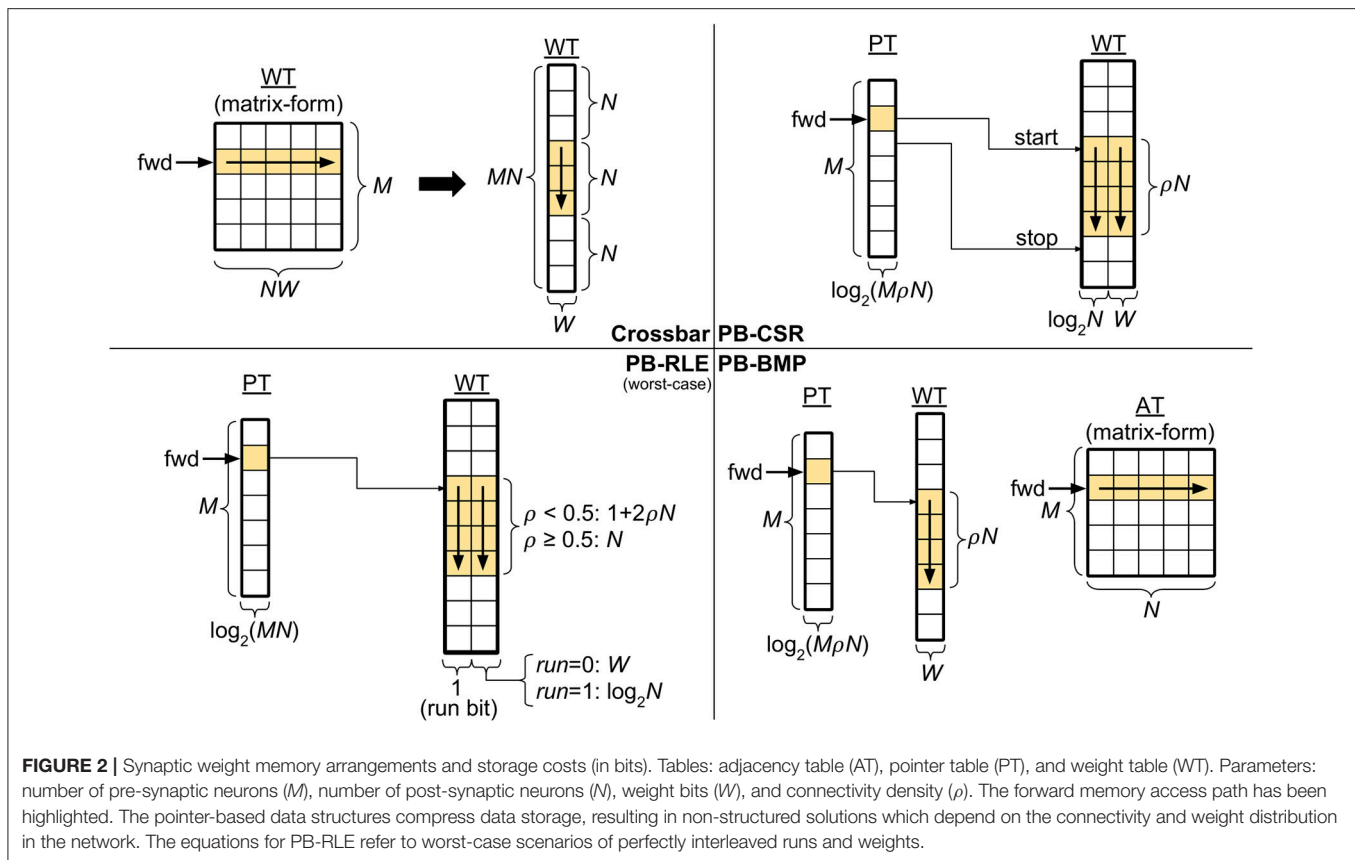 WT
(matrix-form)
fwd
M
NW
WT
MN
N
N
N
W
Crossbar
PT
WT
fwd
M
start
stop
ρN
log₂(MρN)
log₂N W
PB-CSR
PB-RLE
(worst-case)
PT
WT
fwd
M
ρ < 0.5: 1+2ρN
ρ ≥ 0.5: N
log₂(MN)
1
(run bit)
run=0: W
run=1: log₂N
PB-BMP
PT
WT
AT
(matrix-form)
fwd
M
ρN
fwd
M
log₂(MρN)
W
N
FIGURE 2 | Synaptic weight memory arrangements and storage costs (in bits). Tables: adjacency table (AT), pointer table (PT), and weight table (WT). Parameters:
number of pre-synaptic neurons (M), number of post-synaptic neurons (N), weight bits (W), and connectivity density (ρ). The forward memory access path has been
highlighted. The pointer-based data structures compress data storage, resulting in non-structured solutions which depend on the connectivity and weight distribution
in the network. The equations for PB-RLE refer to worst-case scenarios of perfectly interleaved runs and weights.